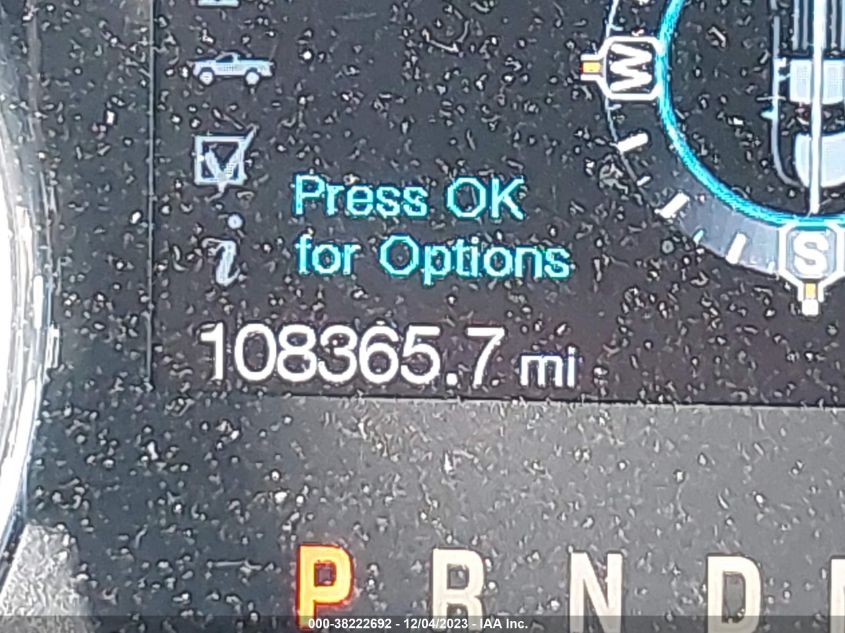 W
Press OK
for Options
S
108365.7 mi
P R N D
000-38222692 - 12/04/2023 - IAA Inc.